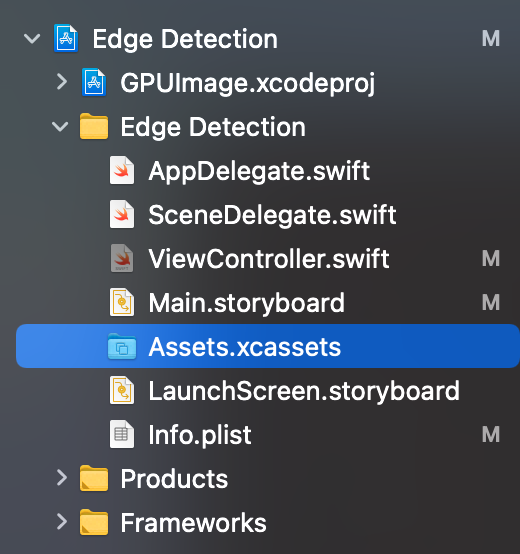 Edge Detection M
GPUImage.xcodeproj
Edge Detection
AppDelegate.swift
SceneDelegate.swift
ViewController.swift M
Main.storyboard M
Assets.xcassets
LaunchScreen.storyboard
Info.plist M
Products
Frameworks